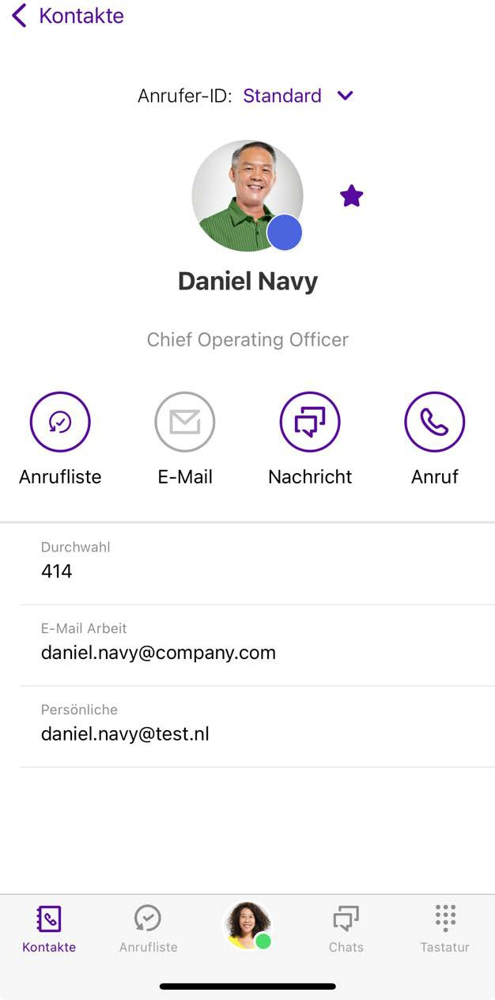 Kontakte
Anrufer-ID: Standard
Daniel Navy
Chief Operating Officer
Anrufliste
E-Mail
Nachricht
Anruf
Durchwahl
414
E-Mail Arbeit
daniel.navy@company.com
Persönliche
daniel.navy@test.nl
Kontakte
Anrufliste
Chats
Tastatur